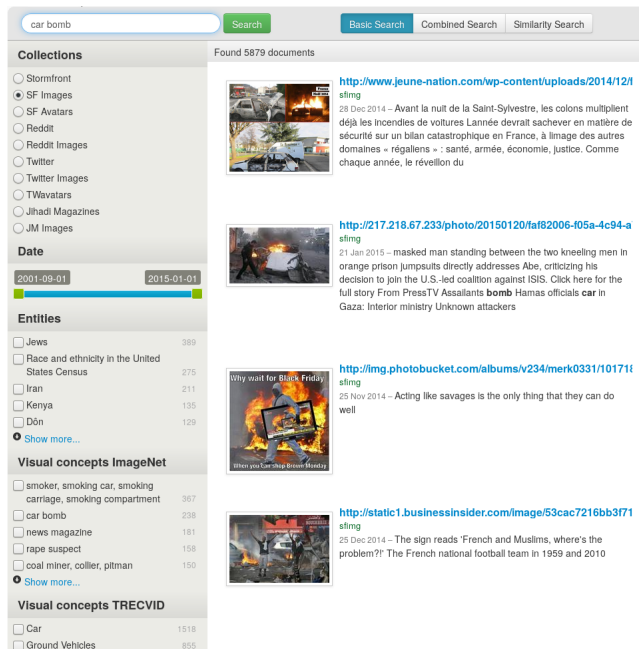 car bomb
Search
Basic Search
Combined Search
Similarity Search
Collections
Stormfront
SF Images
SF Avatars
Reddit
Reddit Images
Twitter
Twitter Images
TWavatars
Jihadi Magazines
JM Images
Date
2001-09-01
2015-01-01
Entities
Jews 389
Race and ethnicity in the United
States Census 275
Iran 211
Kenya 135
Dôn 129
Show more...
Visual concepts ImageNet
smoker, smoking car, smoking
carriage, smoking compartment 367
car bomb 238
news magazine 181
rape suspect 158
coal miner, collier, pitman 150
Show more...
Visual concepts TRECVID
Car 1518
Ground Vehicles 855
Found 5879 documents
http://www.jeune-nation.com/wp-content/uploads/2014/12/
sfimg
28 Dec 2014 – Avant la nuit de la Saint-Sylvestre, les colons multiplient
déjà les incendies de voitures Lannée devrait sachever en matière de
sécurité sur un bilan catastrophique en France, à limage des autres
domaines « régaliens » : santé, armée, économie, justice. Comme
chaque année, le réveillon du
http://217.218.67.233/photo/20150120/faf82006-f05a-4c94-a
sfimg
21 Jan 2015 – masked man standing between the two kneeling men in
orange prison jumpsuits directly addresses Abe, criticizing his
decision to join the U.S.-led coalition against ISIS. Click here for the
full story From PressTV Assailants bomb Hamas officials car in
Gaza: Interior ministry Unknown attackers
Why wait for Black Friday
When you Can shop Brown Monday
http://img.photobucket.com/albums/v234/merk0331/101718
sfimg
25 Nov 2014 – Acting like savages is the only thing that they can do
well
http://static1.businessinsider.com/image/53cac7216bb3f71
sfimg
25 Dec 2014 – The sign reads 'French and Muslims, where's the
problem?!' The French national football team in 1959 and 2010